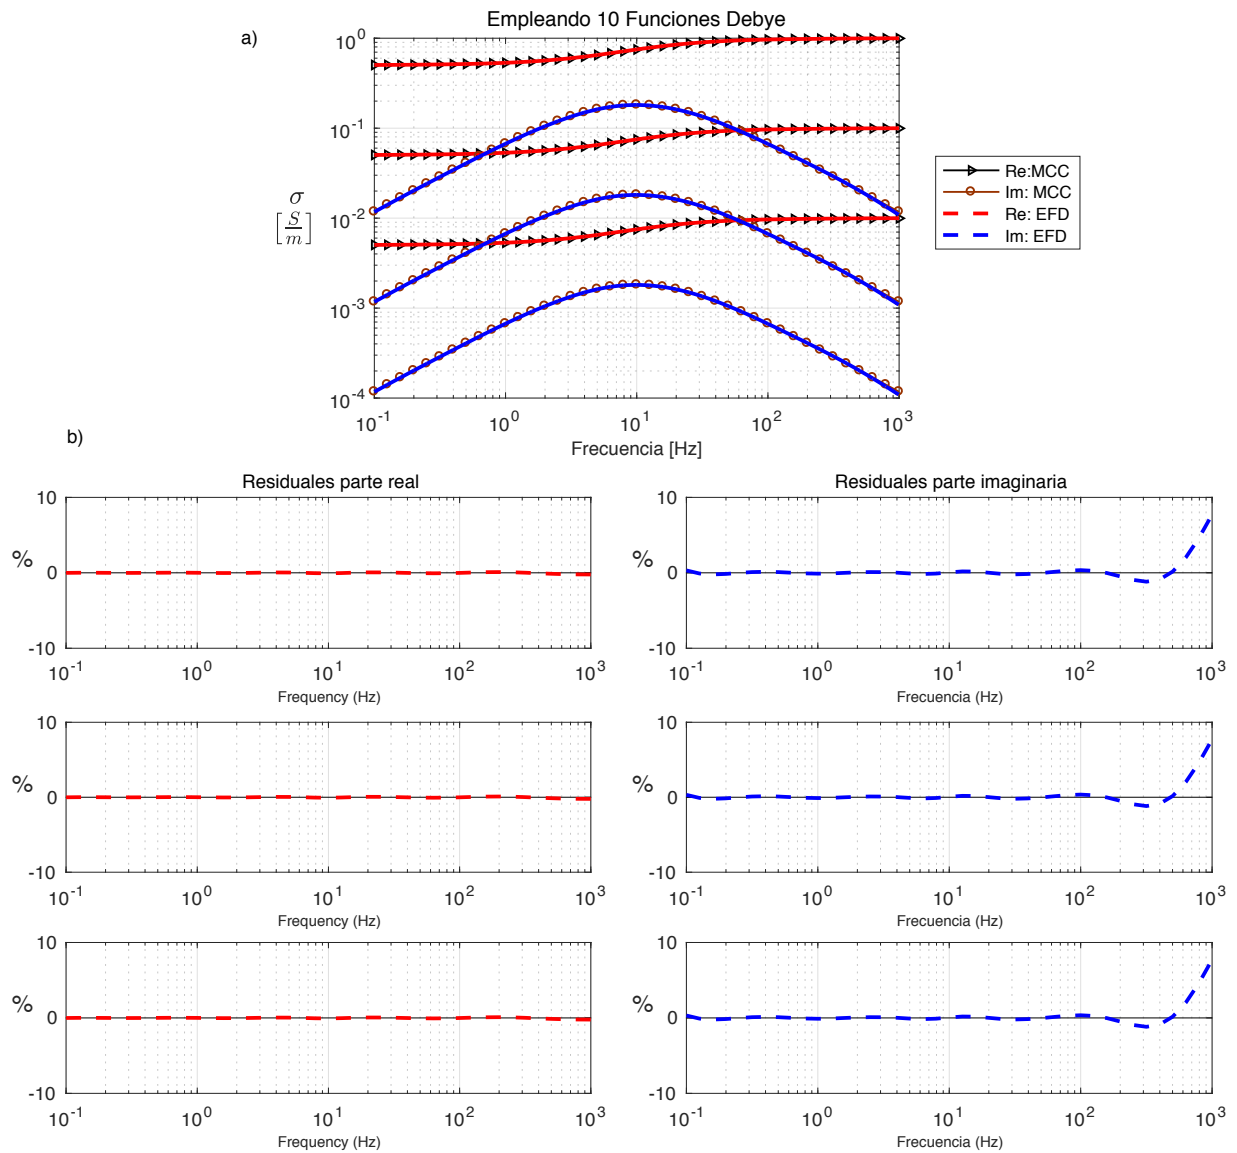 Empleando 10 Funciones Debye
a)
10^0
10^-1
10^-2
10^-3
10^-4
σ
[S/m]
10^-1 10^0 10^1 10^2 10^3
Frecuencia [Hz]
Re:MCC
Im: MCC
Re: EFD
Im: EFD
b)
Residuales parte real
10
0
-10
%
10^-1 10^0 10^1 10^2 10^3
Frequency (Hz)
Residuales parte imaginaria
10
0
-10
%
10^-1 10^0 10^1 10^2 10^3
Frecuencia (Hz)
10
0
-10
%
10^-1 10^0 10^1 10^2 10^3
Frequency (Hz)
10
0
-10
%
10^-1 10^0 10^1 10^2 10^3
Frecuencia (Hz)
10
0
-10
%
10^-1 10^0 10^1 10^2 10^3
Frequency (Hz)
10
0
-10
%
10^-1 10^0 10^1 10^2 10^3
Frecuencia (Hz)